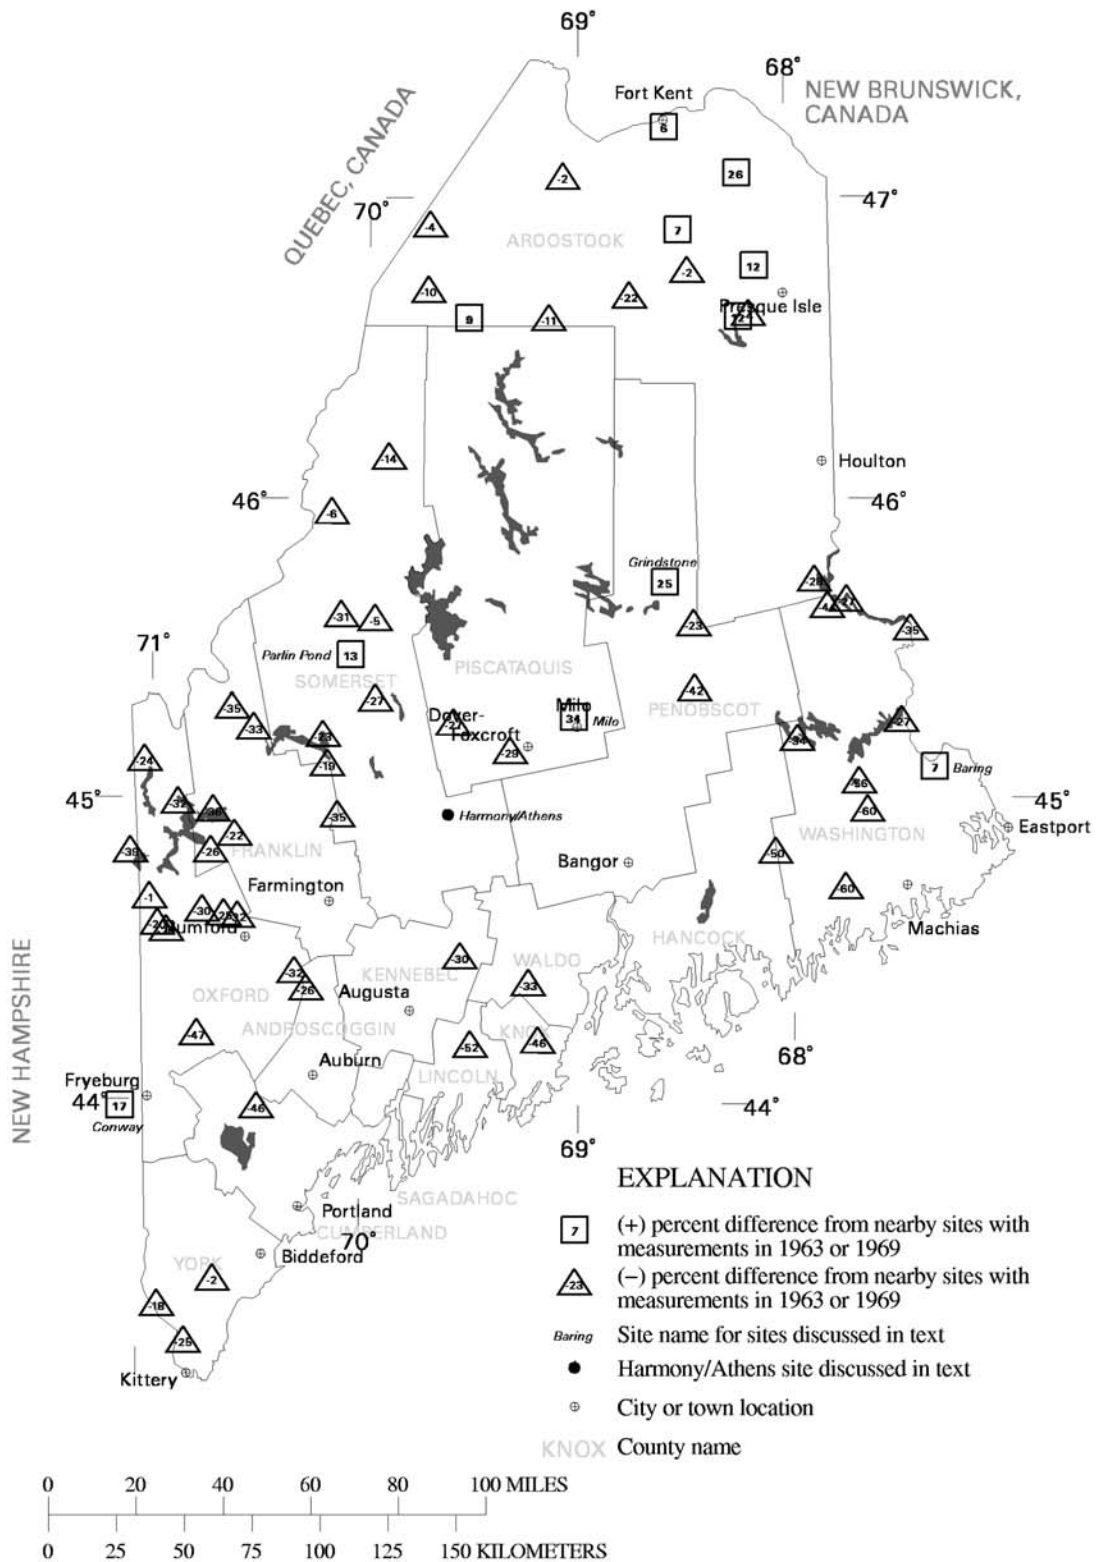 69°
68°
NEW BRUNSWICK,
CANADA
Fort Kent
6
QUEBEC, CANADA
-2
26
70°
47°
-4
7
AROOSTOOK
12
-2
-10
-22
Presque Isle
9
-11
-14
Houlton
46°
46°
-6
Grindstone
25
-28
-31
-5
-23
-35
71°
Parlin Pond
13
PISCATAQUIS
SOMERSET
-42
-27
PENOBSCOT
-35
Milo
34
Milo
Dover-
Foxcroft
-33
-23
-27
-34
-29
-24
-19
7
Baring
45°
45°
-36
-56
-35
Harmony/Athens
-60
Eastport
-22
WASHINGTON
-39
-26
FRANKLIN
-50
Bangor
-1
Farmington
-60
-30
Machias
Rumford
HANCOCK
-30
WALDO
-32
KENNEBEC
-33
-26
OXFORD
Augusta
ANDROSCOGGIN
-47
KNOX
-46
-52
68°
Auburn
LINCOLN
Fryeburg
44°
17
-46
44°
Conway
NEW HAMPSHIRE
69°
EXPLANATION
SAGADAHOC
Portland
CUMBERLAND
70°
7
(+) percent difference from nearby sites with
measurements in 1963 or 1969
Biddeford
YORK
-2
-23
(−) percent difference from nearby sites with
measurements in 1963 or 1969
-18
-25
Baring
Site name for sites discussed in text
Kittery
Harmony/Athens site discussed in text
City or town location
KNOX
County name
0 20 40 60 80 100 MILES
0 25 50 75 100 125 150 KILOMETERS